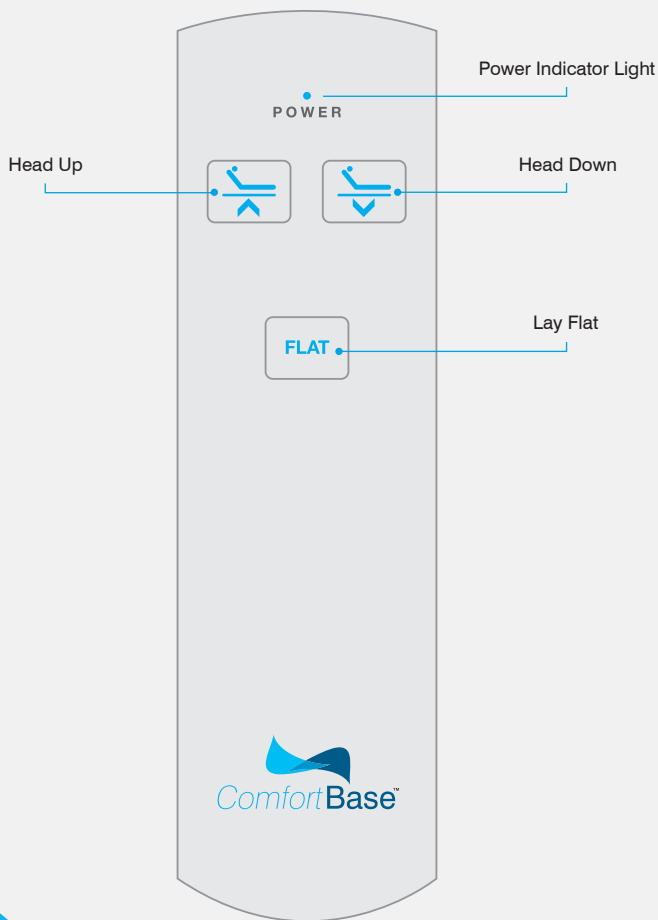 Power Indicator Light
POWER
Head Up
Head Down
Lay Flat
FLAT
ComfortBase™